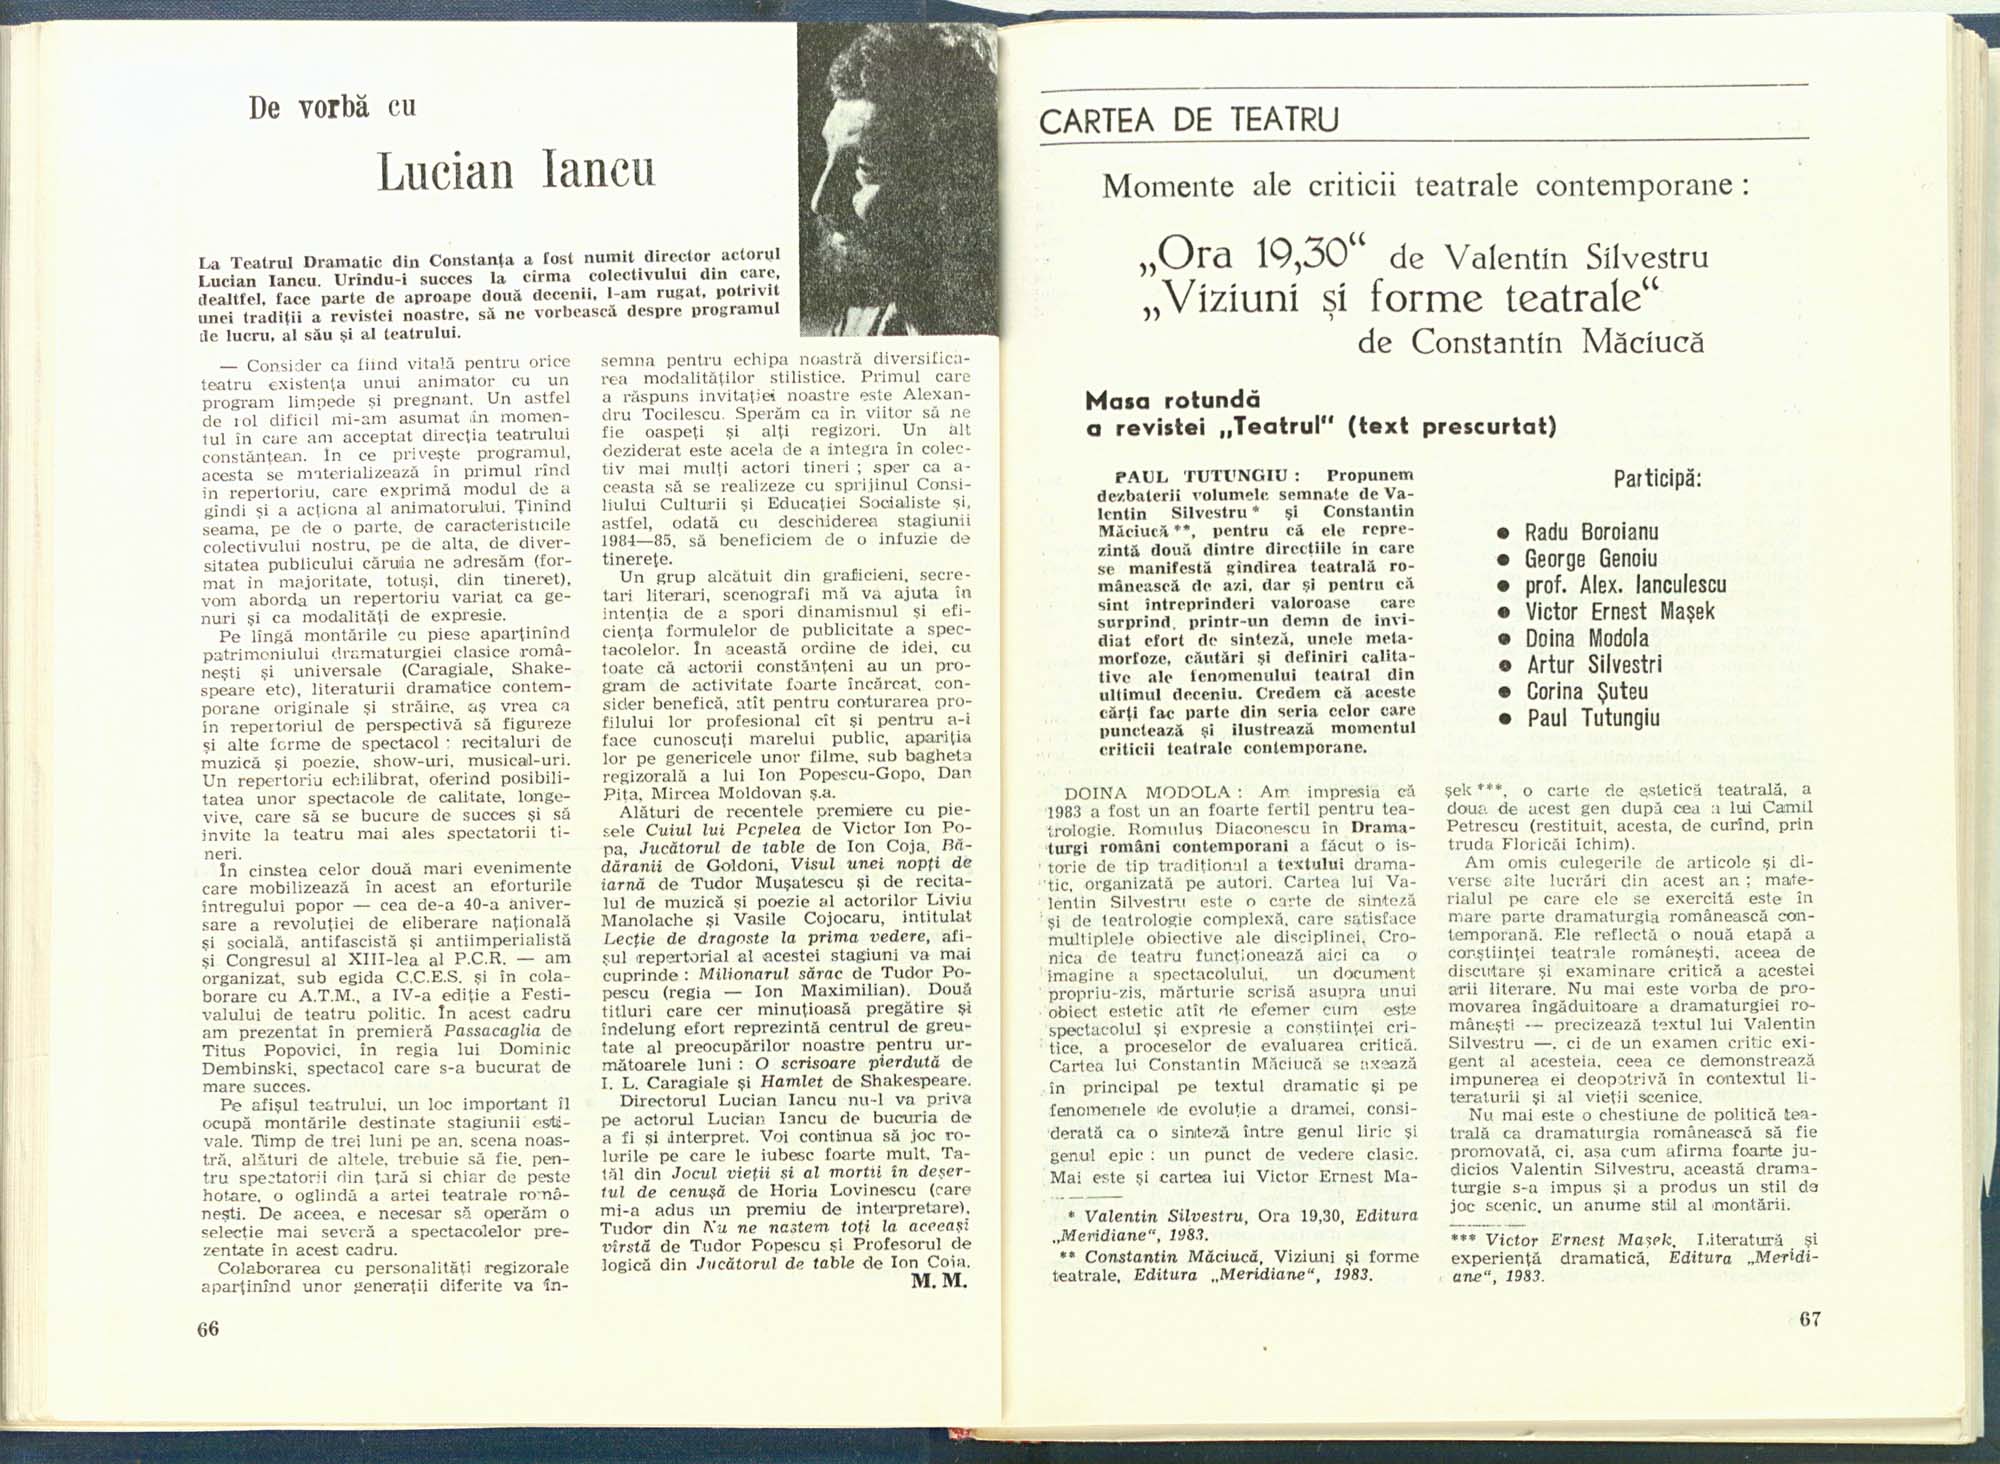 De vorbă cu
Lucian Iancu
La Teatrul Dramatic din Constanța a fost numit director actorul
Lucian Iancu. Urîndu-i succes la cîrma colectivului din care,
dealtfel, face parte de aproape două decenii, l-am rugat, potrivit
unei tradiții a revistei noastre, să ne vorbească despre programul
de lucru, al său și al teatrului.
— Consider ca fiind vitală pentru orice
teatru existența unui animator cu un
program limpede și pregnant. Un astfel
de rol dificil mi-am asumat în momen-
tul în care am acceptat direcția teatrului
constănțean. In ce privește programul,
acesta se materializează în primul rînd
în repertoriu, care exprimă modul de a
gîndi și a acționa al animatorului. Ținînd
seama, pe de o parte, de caracteristicile
colectivului nostru, pe de alta, de diver-
sitatea publicului căruia ne adresăm (for-
mat în majoritate, totuși, din tineret),
vom aborda un repertoriu variat ca ge-
nuri și ca modalități de expresie.
Pe lîngă montările cu piese aparținînd
patrimoniului dramaturgiei clasice româ-
nești și universale (Caragiale, Shake-
speare etc), literaturii dramatice contem-
porane originale și străine, aș vrea ca
în repertoriul de perspectivă să figureze
și alte forme de spectacol : recitaluri de
muzică și poezie, show-uri, musical-uri.
Un repertoriu echilibrat, oferind posibili-
tatea unor spectacole de calitate, longe-
vive, care să se bucure de succes și să
invite la teatru mai ales spectatorii ti-
neri.
În cinstea celor două mari evenimente
care mobilizează în acest an eforturile
întregului popor — cea de-a 40-a aniver-
sare a revoluției de eliberare națională
și socială, antifascistă și antiimperialistă
și Congresul al XIII-lea al P.C.R. — am
organizat, sub egida C.C.E.S. și în cola-
borare cu A.T.M., a IV-a ediție a Festi-
valului de teatru politic. În acest cadru
am prezentat în premieră Passacaglia de
Titus Popovici, în regia lui Dominic
Dembinski, spectacol care s-a bucurat de
mare succes.
Pe afișul teatrului, un loc important îl
ocupă montările destinate stagiunii esti-
vale. Timp de trei luni pe an, scena noas-
tră, alături de altele, trebuie să fie, pen-
tru spectatorii din țară si chiar de peste
hotare, o oglindă a artei teatrale româ-
nești. De aceea, e necesar să operăm o
selecție mai severă a spectacolelor pre-
zentate în acest cadru.
Colaborarea cu personalități regizorale
aparținînd unor generații diferite va în-
semna pentru echipa noastră diversifica-
rea modalităților stilistice. Primul care
a răspuns invitației noastre este Alexan-
dru Tocilescu. Sperăm ca în viitor să ne
fie oaspeți și alți regizori. Un alt
deziderat este acela de a integra în colec-
tiv mai mulți actori tineri ; sper ca a-
ceasta să se realizeze cu sprijinul Consi-
liului Culturii și Educației Socialiste și,
astfel, odată cu deschiderea stagiunii
1984—85, să beneficiem de o infuzie de
tinerețe.
Un grup alcătuit din graficieni, secre-
tari literari, scenografi mă va ajuta în
intenția de a spori dinamismul și efi-
ciența formulelor de publicitate a spec-
tacolelor. În această ordine de idei, cu
toate că actorii constănțeni au un pro-
gram de activitate foarte încărcat, con-
sider benefică, atît pentru conturarea pro-
filului lor profesional cît și pentru a-i
face cunoscuți marelui public, apariția
lor pe genericele unor filme, sub bagheta
regizorală a lui Ion Popescu-Gopo, Dan
Pița, Mircea Moldovan ș.a.
Alături de recentele premiere cu pie-
sele Cuiul lui Pepelea de Victor Ion Po-
pa, Jucătorul de table de Ion Coja, Bă-
dăranii de Goldoni, Visul unei nopți de
iarnă de Tudor Mușatescu și de recita-
lul de muzică și poezie al actorilor Liviu
Manolache și Vasile Cojocaru, intitulat
Lecție de dragoste la prima vedere, afi-
șul repertorial al acestei stagiuni va mai
cuprinde : Milionarul sărac de Tudor Po-
pescu (regia — Ion Maximilian). Două
titluri care cer minuțioasă pregătire și
îndelung efort reprezintă centrul de greu-
tate al preocupărilor noastre pentru ur-
mătoarele luni : O scrisoare pierdută de
I. L. Caragiale și Hamlet de Shakespeare.
Directorul Lucian Iancu nu-l va priva
pe actorul Lucian Iancu de bucuria de
a fi și interpret. Voi continua să joc ro-
lurile pe care le iubesc foarte mult, Ta-
tăl din Jocul vieții si al morții în deșer-
tul de cenușă de Horia Lovinescu (care
mi-a adus un premiu de interpretare),
Tudor din Nu ne naștem toți la aceeași
vîrstă de Tudor Popescu și Profesorul de
logică din Jucătorul de table de Ion Coja.
M. M.
66
CARTEA DE TEATRU
Momente ale criticii teatrale contemporane :
„Ora 19,30“ de Valentin Silvestru
„Viziuni și forme teatrale“
de Constantin Măciucă
Masa rotundă
a revistei „Teatrul" (text prescurtat)
PAUL TUTUNGIU : Propunem
dezbaterii volumele semnate de Va-
lentin Silvestru * și Constantin
Măciucă **, pentru că ele repre-
zintă două dintre direcțiile în care
se manifestă gîndirea teatrală ro-
mânească de azi, dar și pentru că
sînt întreprinderi valoroase care
surprind, printr-un demn de invi-
diat efort de sinteză, unele meta-
morfoze, căutări și definiri calita-
tive ale fenomenului teatral din
ultimul deceniu. Credem că aceste
cărți fac parte din seria celor care
punctează și ilustrează momentul
criticii teatrale contemporane.
Participă:
● Radu Boroianu
● George Genoiu
● prof. Alex. Ianculescu
● Victor Ernest Mașek
● Doina Modola
● Artur Silvestri
● Corina Șuteu
● Paul Tutungiu
DOINA MODOLA : Am impresia că
1983 a fost un an foarte fertil pentru tea-
trologie. Romulus Diaconescu în Drama-
turgi români contemporani a făcut o is-
torie de tip tradițional a textului drama-
tic, organizată pe autori. Cartea lui Va-
lentin Silvestru este o carte de sinteză
și de teatrologie complexă, care satisface
multiplele obiective ale disciplinei. Cro-
nica de teatru funcționează aici ca o
imagine a spectacolului, un document
propriu-zis, mărturie scrisă asupra unui
obiect estetic atît de efemer cum este
spectacolul și expresie a conștiinței cri-
tice, a proceselor de evaluarea critică.
Cartea lui Constantin Măciucă se axează
în principal pe textul dramatic și pe
fenomenele de evoluție a dramei, consi-
derată ca o sinteză între genul liric și
genul epic : un punct de vedere clasic.
Mai este și cartea lui Victor Ernest Ma-
* Valentin Silvestru, Ora 19,30, Editura
„Meridiane“, 1983.
** Constantin Măciucă, Viziuni și forme
teatrale, Editura „Meridiane“, 1983.
șek ***, o carte de estetică teatrală, a
doua de acest gen după cea a lui Camil
Petrescu (restituit, acesta, de curînd, prin
truda Floricăi Ichim).
Am omis culegerile de articole și di-
verse alte lucrări din acest an ; mate-
rialul pe care ele se exercită este în
mare parte dramaturgia românească con-
temporană. Ele reflectă o nouă etapă a
conștiinței teatrale românești, aceea de
discutare și examinare critică a acestei
arii literare. Nu mai este vorba de pro-
movarea îngăduitoare a dramaturgiei ro-
mânești — precizează textul lui Valentin
Silvestru —, ci de un examen critic exi-
gent al acesteia, ceea ce demonstrează
impunerea ei deopotrivă în contextul li-
teraturii și al vieții scenice.
Nu mai este o chestiune de politică tea-
trală ca dramaturgia românească să fie
promovată, ci, așa cum afirma foarte ju-
dicios Valentin Silvestru, această drama-
turgie s-a impus și a produs un stil de
joc scenic, un anume stil al montării.
*** Victor Ernest Mașek, Literatură și
experiență dramatică, Editura „Meridi-
ane“, 1983.
67